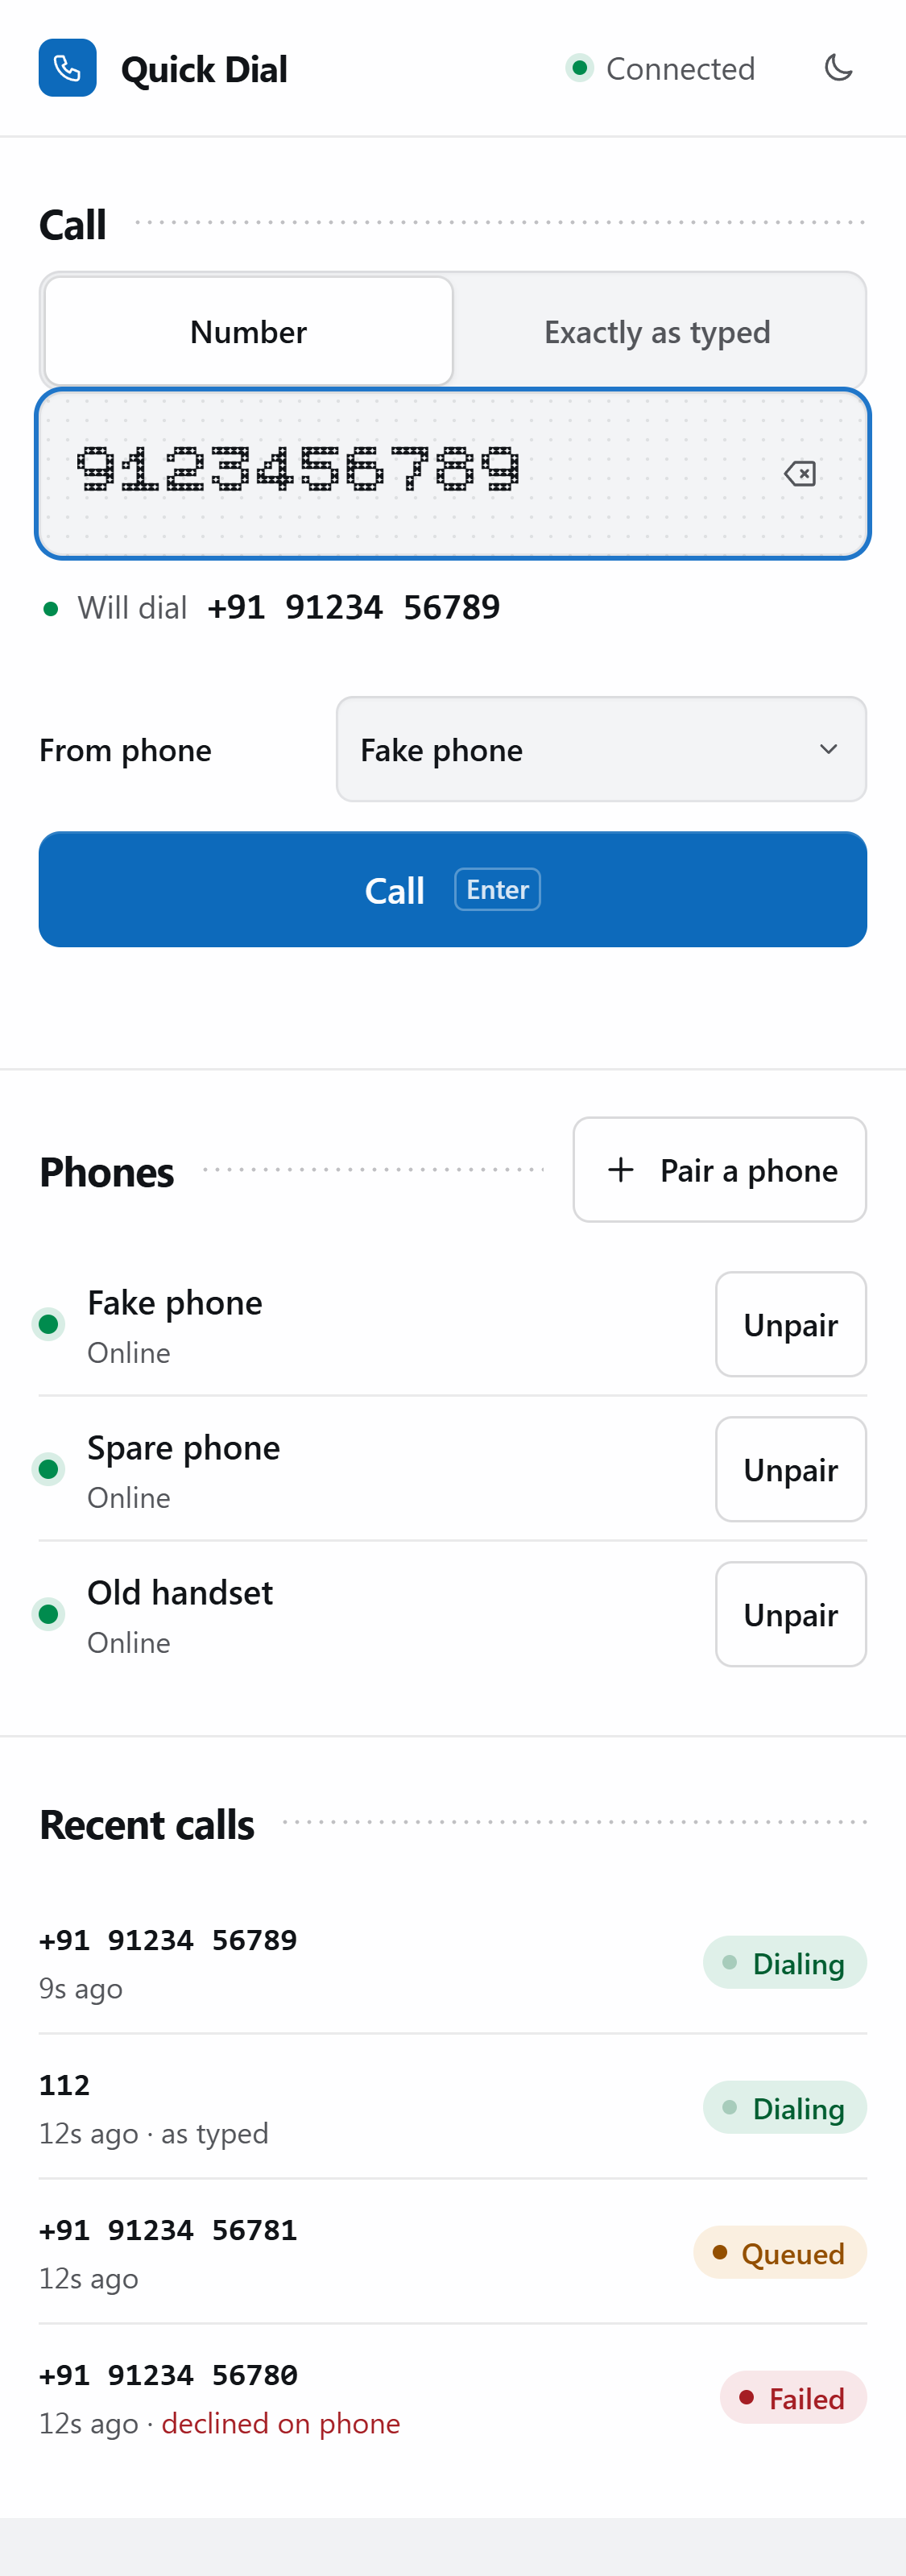 Quick Dial
Connected
Call
Number
Exactly as typed
9123456789
Will dial +91 91234 56789
From phone
Fake phone
Call Enter
Phones
Pair a phone
Fake phone
Online
Unpair
Spare phone
Online
Unpair
Old handset
Online
Unpair
Recent calls
+91 91234 56789
9s ago
Dialing
112
12s ago · as typed
Dialing
+91 91234 56781
12s ago
Queued
+91 91234 56780
12s ago · declined on phone
Failed